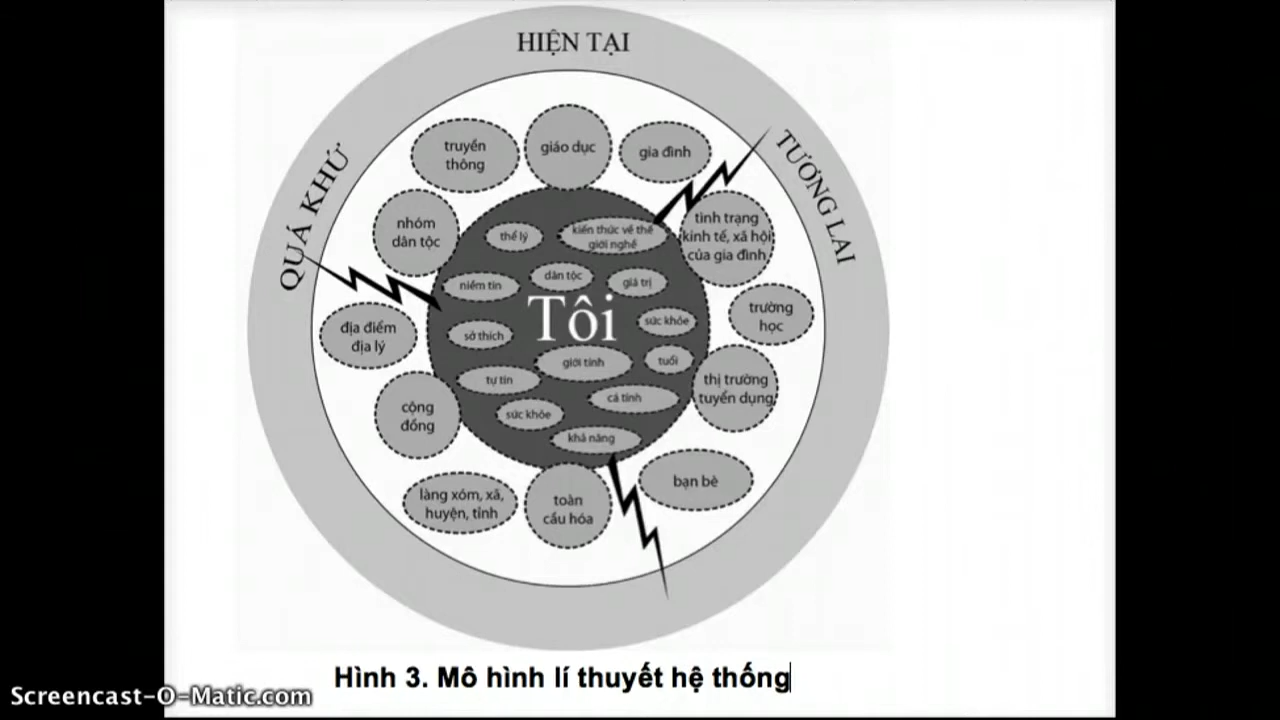 HIỆN TẠI
QUÁ KHỨ
TƯƠNG LAI
truyền
thông
giáo dục
gia đình
nhóm
dân tộc
tình trạng
kinh tế, xã hội
của gia đình
địa điểm
địa lý
trường
học
cộng
đồng
thị trường
tuyển dụng
làng xóm, xã,
huyện, tỉnh
toàn
cầu hóa
bạn bè
thể lý
kiến thức về thế
giới nghề
niềm tin
dân tộc
giá trị
Tôi
sở thích
sức khỏe
giới tính
tuổi
tự tin
cá tính
sức khỏe
khả năng
Hình 3. Mô hình lí thuyết hệ thống
Screencast-O-Matic.com